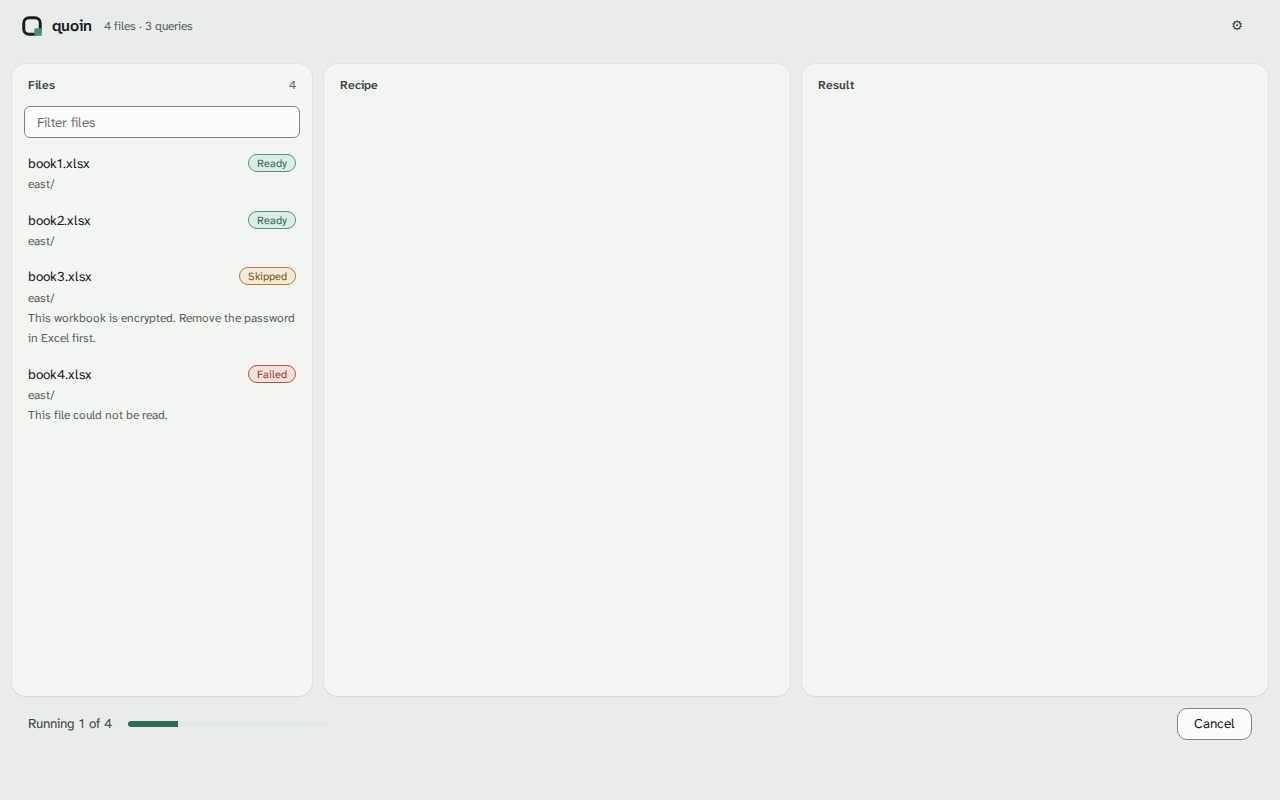 quoin 4 files · 3 queries
Files 4
Filter files
book1.xlsx Ready
east/
book2.xlsx Ready
east/
book3.xlsx Skipped
east/
This workbook is encrypted. Remove the password
in Excel first.
book4.xlsx Failed
east/
This file could not be read.
Recipe
Result
Running 1 of 4
Cancel